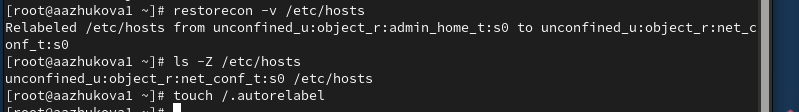 [root@aazhukova1 ~]# restorecon -v /etc/hosts
Relabeled /etc/hosts from unconfined_u:object_r:admin_home_t:s0 to unconfined_u:object_r:net_c
onf_t:s0
[root@aazhukova1 ~]# ls -Z /etc/hosts
unconfined_u:object_r:net_conf_t:s0 /etc/hosts
[root@aazhukova1 ~]# touch /.autorelabel
[root@aazhukova1 ~]#